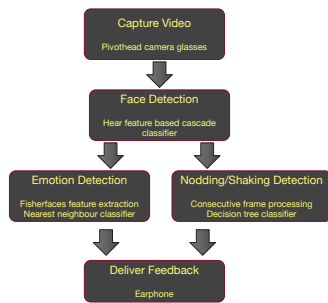 Capture Video
Pivothead camera glasses
Face Detection
Hear feature based cascade
classifier
Emotion Detection
Fisherfaces feature extraction
Nearest neighbour classifier
Nodding/Shaking Detection
Consecutive frame processing
Decision tree classifier
Deliver Feedback
Earphone